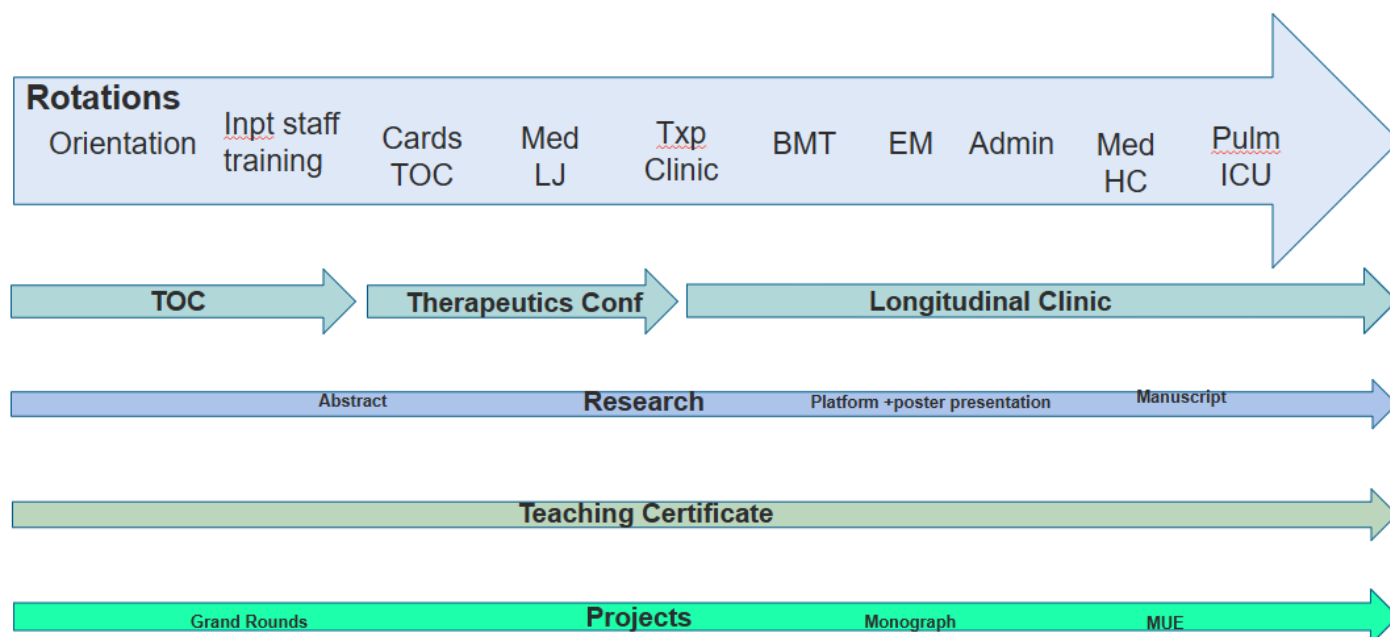 Rotations
Orientation
Inpt staff
training
Cards
TOC
Med
LJ
Txp
Clinic
BMT
EM
Admin
Med
HC
Pulm
ICU
TOC
Therapeutics Conf
Longitudinal Clinic
Abstract
Research
Platform +poster presentation
Manuscript
Teaching Certificate
Grand Rounds
Projects
Monograph
MUE